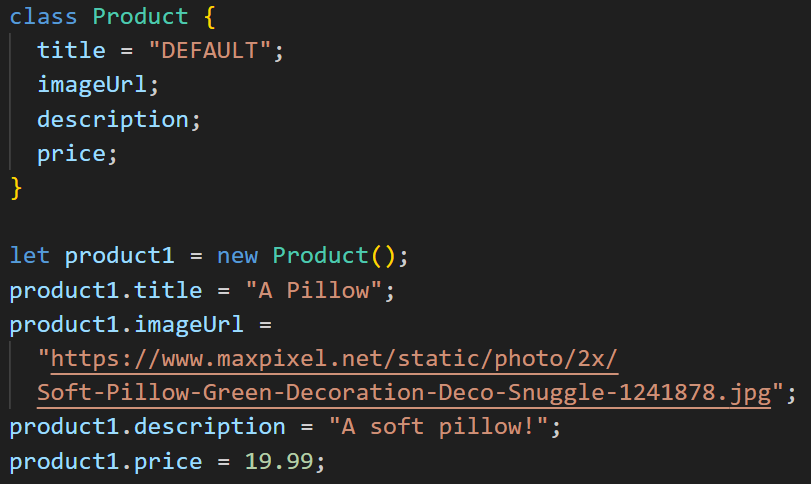 class Product {
  title = "DEFAULT";
  imageUrl;
  description;
  price;
}

let product1 = new Product();
product1.title = "A Pillow";
product1.imageUrl =
  "https://www.maxpixel.net/static/photo/2x/
  Soft-Pillow-Green-Decoration-Deco-Snuggle-1241878.jpg";
product1.description = "A soft pillow!";
product1.price = 19.99;